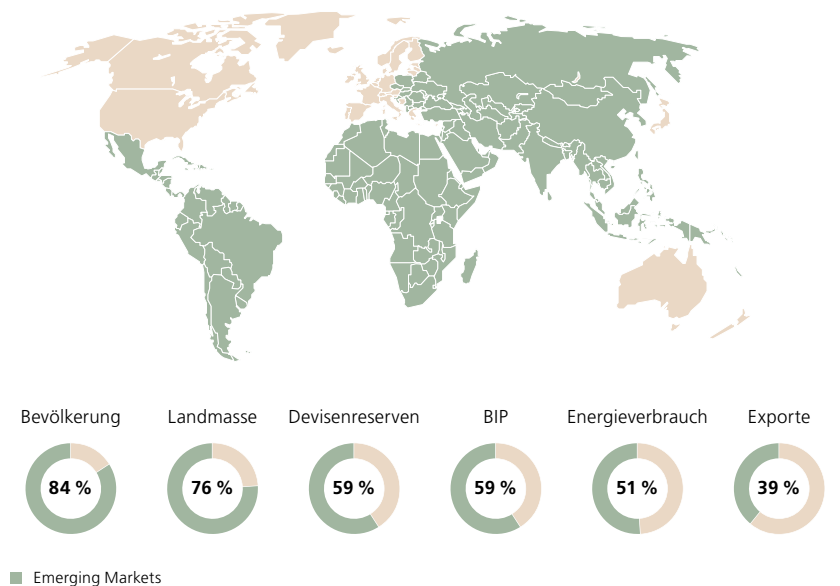 Bevölkerung Landmasse Devisenreserven BIP Energieverbrauch Exporte
84 % 76 % 59 % 59 % 51 % 39 %
Emerging Markets